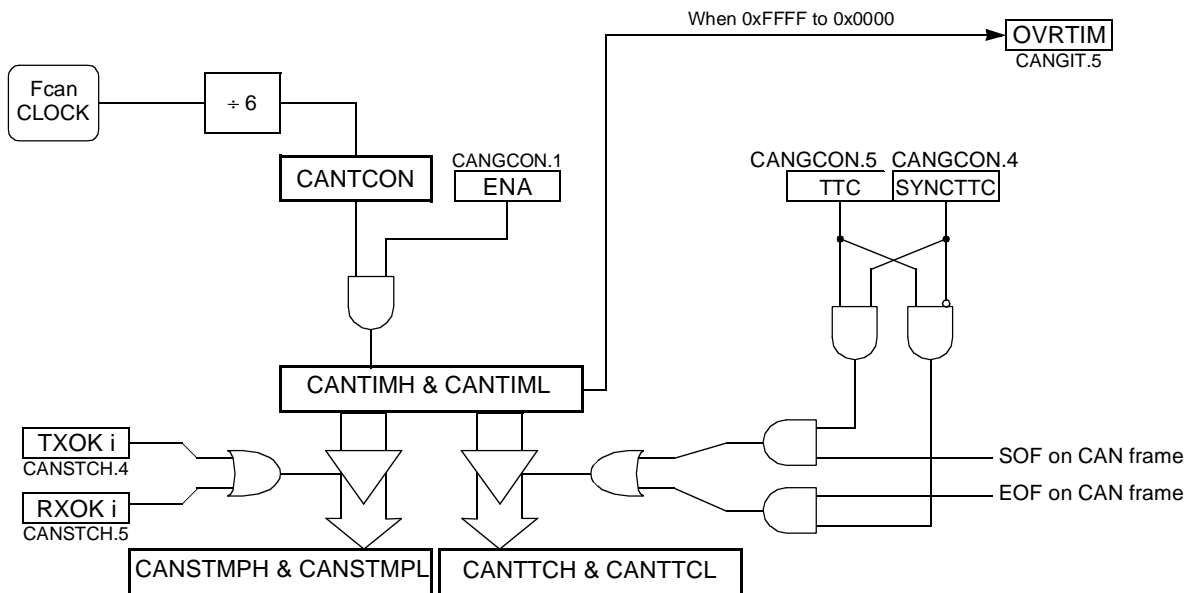 When 0xFFFF to 0x0000
OVRTIM
CANGIT.5
Fcan
CLOCK
÷ 6
CANTCON
CANGCON.1
ENA
CANGCON.5 CANGCON.4
TTC SYNCTTC
CANTIMH & CANTIML
TXOK i
CANSTCH.4
RXOK i
CANSTCH.5
SOF on CAN frame
EOF on CAN frame
CANSTMPH & CANSTMPL
CANTTCH & CANTTCL